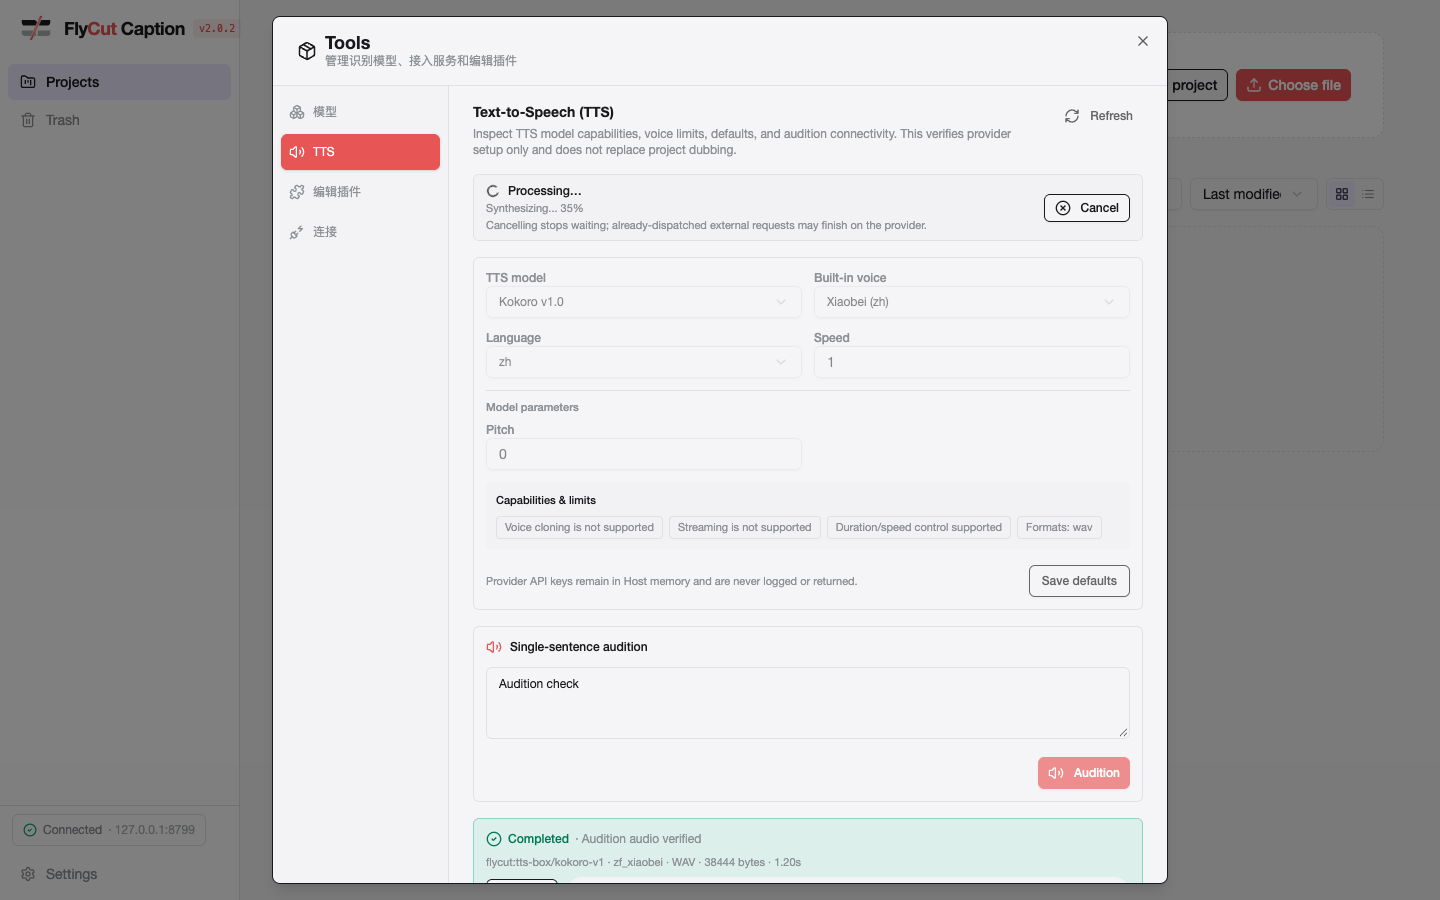 FlyCut Caption v2.0.2
Projects
Trash
Connected · 127.0.0.1:8799
Settings
project
Choose file
Last modified
Tools
管理识别模型、接入服务和编辑插件
模型
TTS
编辑插件
连接
Text-to-Speech (TTS)
Inspect TTS model capabilities, voice limits, defaults, and audition connectivity. This verifies provider
setup only and does not replace project dubbing.
Refresh
Processing...
Synthesizing... 35%
Cancelling stops waiting; already-dispatched external requests may finish on the provider.
Cancel
TTS model
Kokoro v1.0
Built-in voice
Xiaobei (zh)
Language
zh
Speed
1
Model parameters
Pitch
0
Capabilities & limits
Voice cloning is not supported
Streaming is not supported
Duration/speed control supported
Formats: wav
Provider API keys remain in Host memory and are never logged or returned.
Save defaults
Single-sentence audition
Audition check
Audition
Completed · Audition audio verified
flycut:tts-box/kokoro-v1 · zf_xiaobei · WAV · 38444 bytes · 1.20s